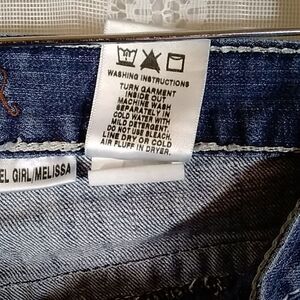 WASHING INSTRUCTIONS
TURN GARMENT
INSIDE OUT
MACHINE WASH
SEPARATELY IN
COLD WATER WITH
MILD DETERGENT.
DO NOT USE BLEACH.
LINE DRY OR COLD
AIR FLUFF IN DRYER.
EL GIRL/MELISSA